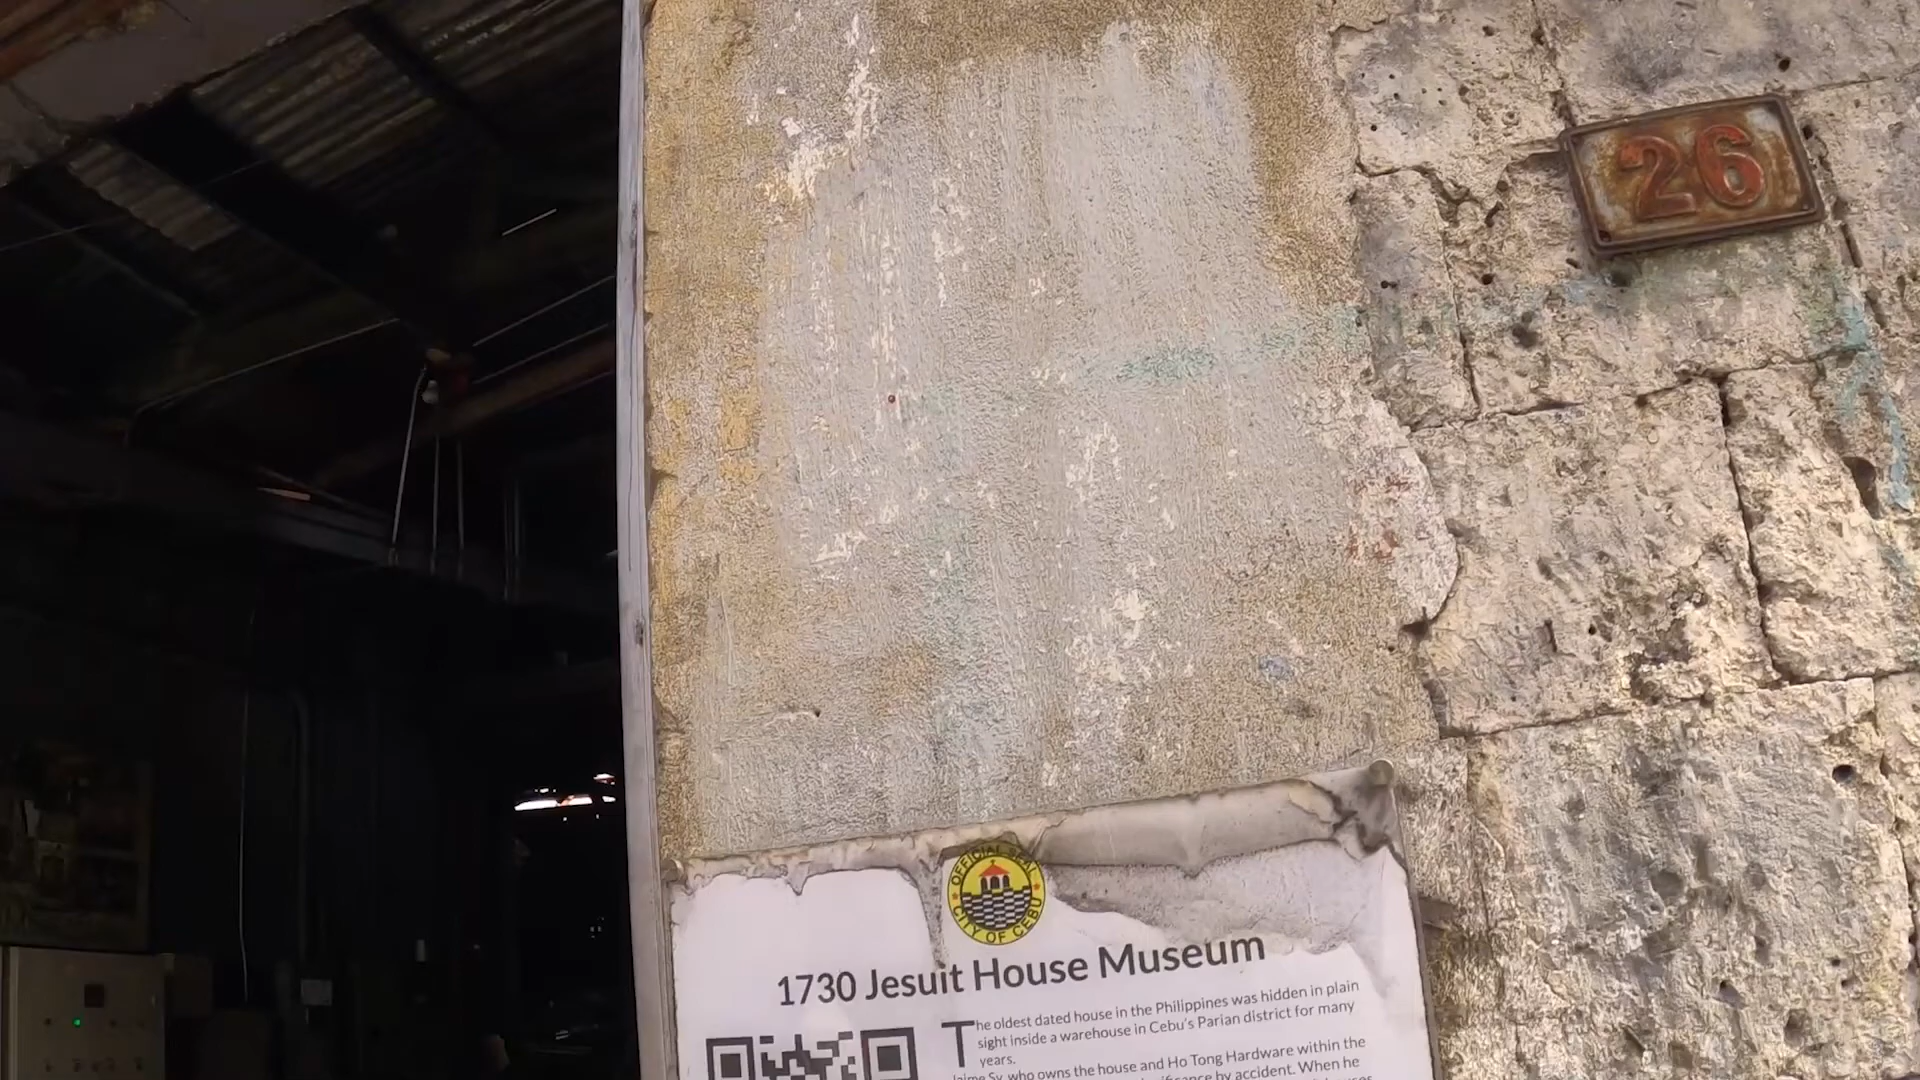 26
OFFICIAL SEAL
CITY OF CEBU
1730 Jesuit House Museum
The oldest dated house in the Philippines was hidden in plain
sight inside a warehouse in Cebu's Parian district for many
years.
Jaime Sy, who owns the house and Ho Tong Hardware within the
by accident. When he